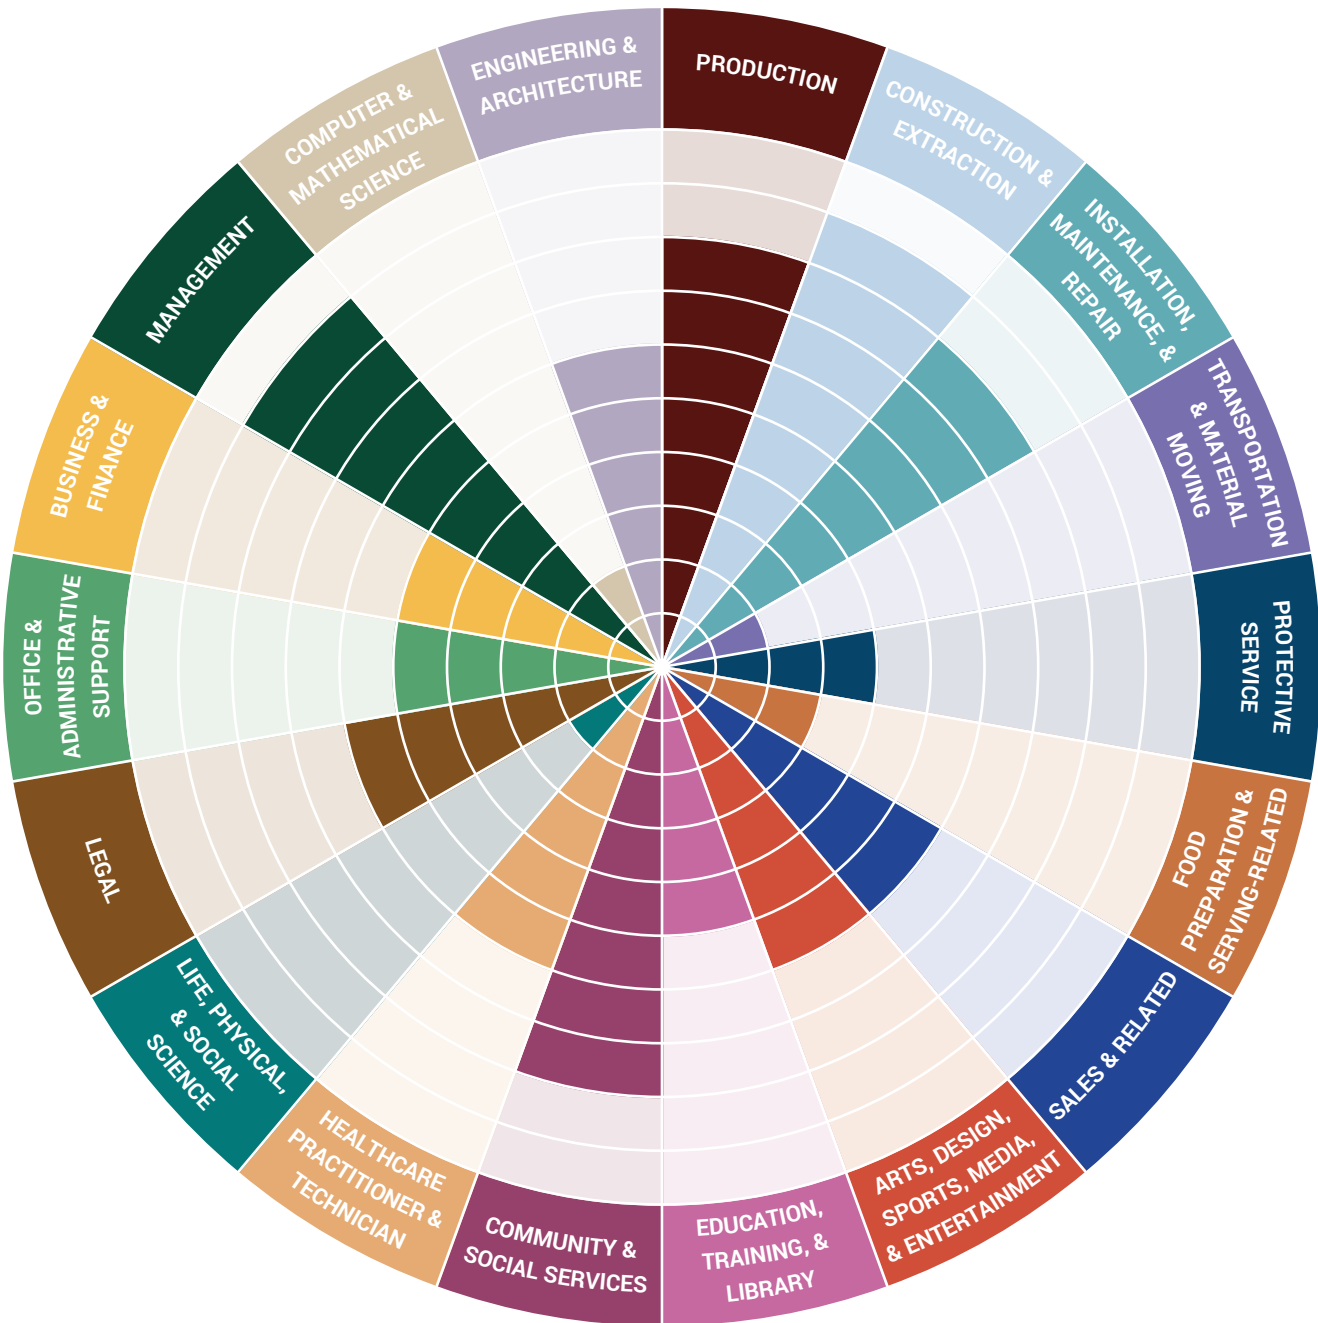 PRODUCTION
CONSTRUCTION &
EXTRACTION
INSTALLATION,
MAINTENANCE, &
REPAIR
TRANSPORTATION
& MATERIAL
MOVING
PROTECTIVE
SERVICE
FOOD
PREPARATION &
SERVING-RELATED
SALES & RELATED
ARTS, DESIGN,
SPORTS, MEDIA,
& ENTERTAINMENT
EDUCATION,
TRAINING, &
LIBRARY
COMMUNITY &
SOCIAL SERVICES
HEALTHCARE
PRACTITIONER &
TECHNICIAN
LIFE, PHYSICAL,
& SOCIAL
SCIENCE
LEGAL
OFFICE &
ADMINISTRATIVE
SUPPORT
BUSINESS &
FINANCE
MANAGEMENT
COMPUTER &
MATHEMATICAL
SCIENCE
ENGINEERING &
ARCHITECTURE